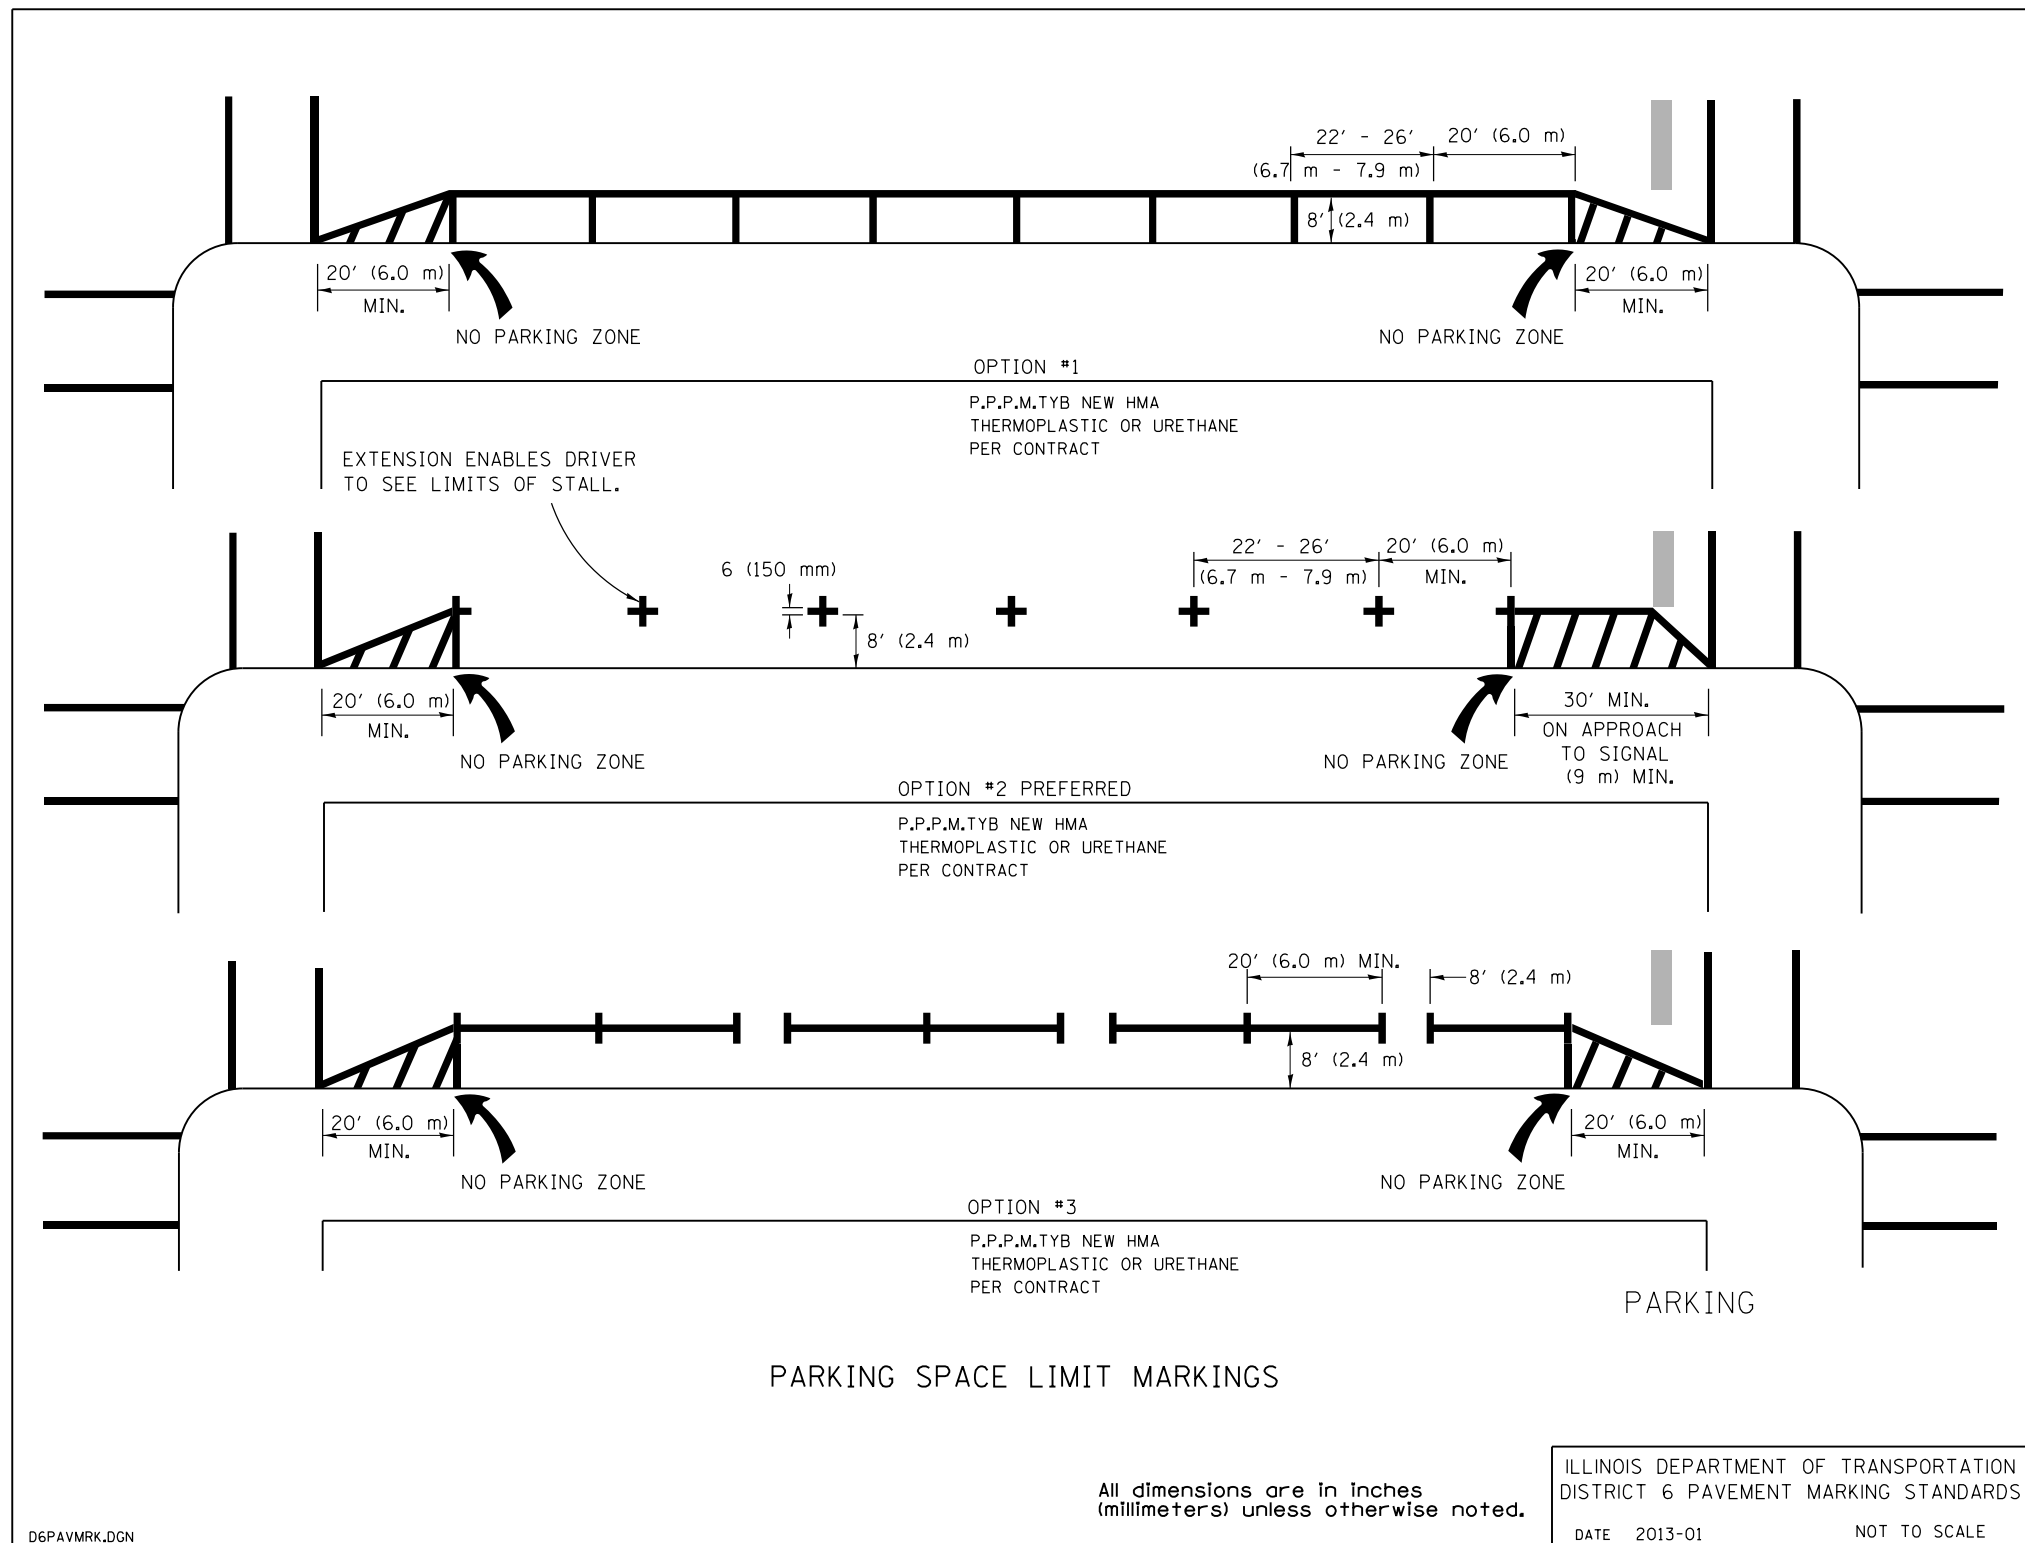 22' - 26'
20' (6.0 m)
(6.7 m - 7.9 m)
8' (2.4 m)
20' (6.0 m)
MIN.
NO PARKING ZONE
NO PARKING ZONE
20' (6.0 m)
MIN.
OPTION #1
P.P.P.M.TYB NEW HMA
THERMOPLASTIC OR URETHANE
PER CONTRACT
EXTENSION ENABLES DRIVER
TO SEE LIMITS OF STALL.
6 (150 mm)
8' (2.4 m)
22' - 26'
(6.7 m - 7.9 m)
20' (6.0 m)
MIN.
20' (6.0 m)
MIN.
NO PARKING ZONE
NO PARKING ZONE
30' MIN.
ON APPROACH
TO SIGNAL
(9 m) MIN.
OPTION #2 PREFERRED
P.P.P.M.TYB NEW HMA
THERMOPLASTIC OR URETHANE
PER CONTRACT
20' (6.0 m) MIN.
8' (2.4 m)
8' (2.4 m)
20' (6.0 m)
MIN.
NO PARKING ZONE
NO PARKING ZONE
20' (6.0 m)
MIN.
OPTION #3
P.P.P.M.TYB NEW HMA
THERMOPLASTIC OR URETHANE
PER CONTRACT
PARKING
PARKING SPACE LIMIT MARKINGS
All dimensions are in inches
(millimeters) unless otherwise noted.
ILLINOIS DEPARTMENT OF TRANSPORTATION
DISTRICT 6 PAVEMENT MARKING STANDARDS
DATE 2013-01 NOT TO SCALE
D6PAVMRK.DGN